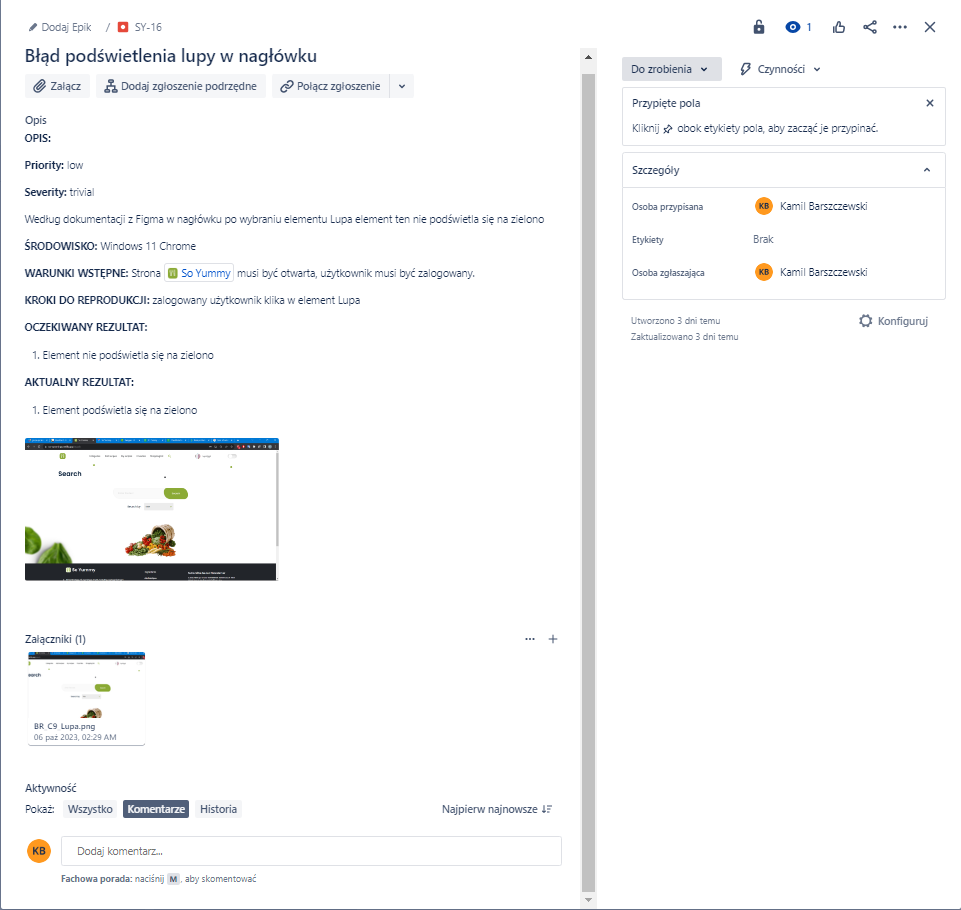 Dodaj Epik / SY-16
1
Błąd podświetlenia lupy w nagłówku
Załącz Dodaj zgłoszenie podrzędne Połącz zgłoszenie
Opis
OPIS:
Priority: low
Severity: trivial
Według dokumentacji z Figma w nagłówku po wybraniu elementu Lupa element ten nie podświetla się na zielono
ŚRODOWISKO: Windows 11 Chrome
WARUNKI WSTĘPNE: Strona So Yummy musi być otwarta, użytkownik musi być zalogowany.
KROKI DO REPRODUKCJI: zalogowany użytkownik klika w element Lupa
OCZEKIWANY REZULTAT:
1. Element nie podświetla się na zielono
AKTUALNY REZULTAT:
1. Element podświetla się na zielono
Search
So Yummy
Załączniki (1)
earch
BR_C9_Lupa.png
06 paź 2023, 02:29 AM
Aktywność
Pokaż: Wszystko Komentarze Historia Najpierw najnowsze
KB Dodaj komentarz...
Fachowa porada: naciśnij M, aby skomentować
Do zrobienia Czynności
Przypięte pola
Kliknij obok etykiety pola, aby zacząć je przypinać.
Szczegóły
Osoba przypisana KB Kamil Barszczewski
Etykiety Brak
Osoba zgłaszająca KB Kamil Barszczewski
Utworzono 3 dni temu Konfiguruj
Zaktualizowano 3 dni temu